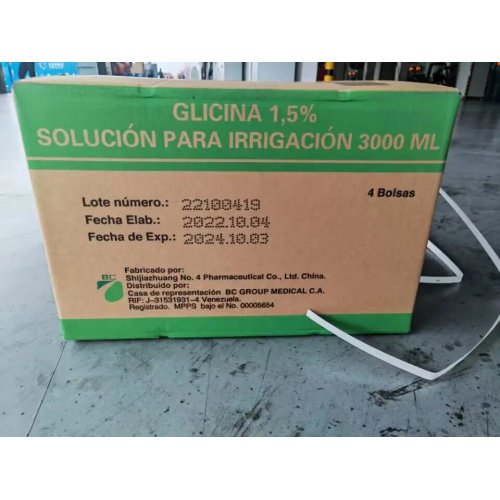 GLICINA 1,5%
SOLUCIÓN PARA IRRIGACIÓN 3000 ML
4 Bolsas
Lote número.: 22100419
Fecha Elab.: 2022.10.04
Fecha de Exp.: 2024.10.03
BC
Fabricado por:
Shijiazhuang No. 4 Pharmaceutical Co., Ltd. China.
Distribuido por:
Casa de representación BC GROUP MEDICAL C.A.
RIF: J-31531931-4 Venezuela.
Registrado. MPPS bajo el No. 00005654